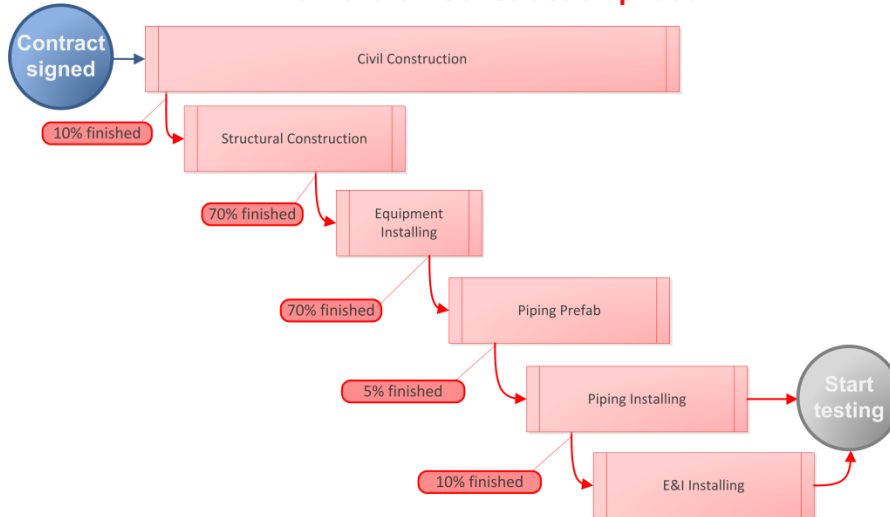 Contract
signed
Civil Construction
10% finished
Structural Construction
70% finished
Equipment
Installing
70% finished
Piping Prefab
5% finished
Piping Installing
Start
testing
10% finished
E&I Installing